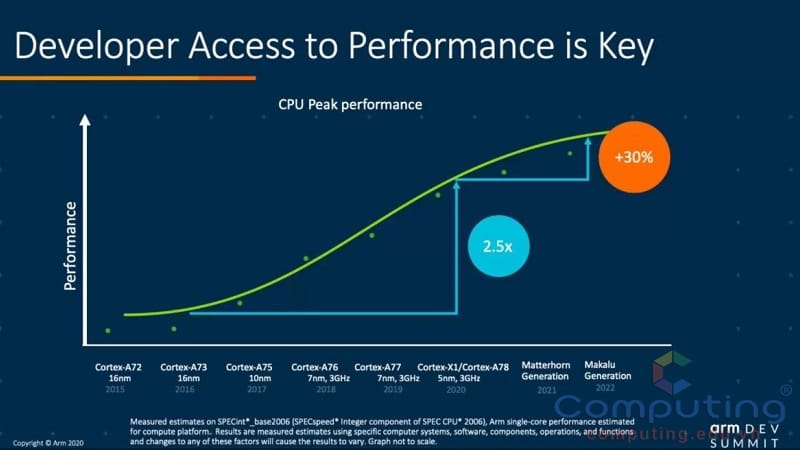 Developer Access to Performance is Key
CPU Peak performance
Performance
+30%
2.5x
Cortex-A72
16nm
2015
Cortex-A73
16nm
2016
Cortex-A75
10nm
2017
Cortex-A76
7nm, 3GHz
2018
Cortex-A77
7nm, 3GHz
2019
Cortex-X1/Cortex-A78
5nm, 3GHz
2020
Matterhorn
Generation
2021
Makalu
Generation
2022
Computing®
Measured estimates on SPECint*_base2006 (SPECspeed* Integer component of SPEC CPU* 2006), Arm single-core performance estimated
for compute platform. Results are measured estimates using specific computer systems, software, components, operations, and functions
and changes to any of these factors will cause the results to vary. Graph not to scale.
Copyright © Arm 2020
arm DEV
SUMMIT